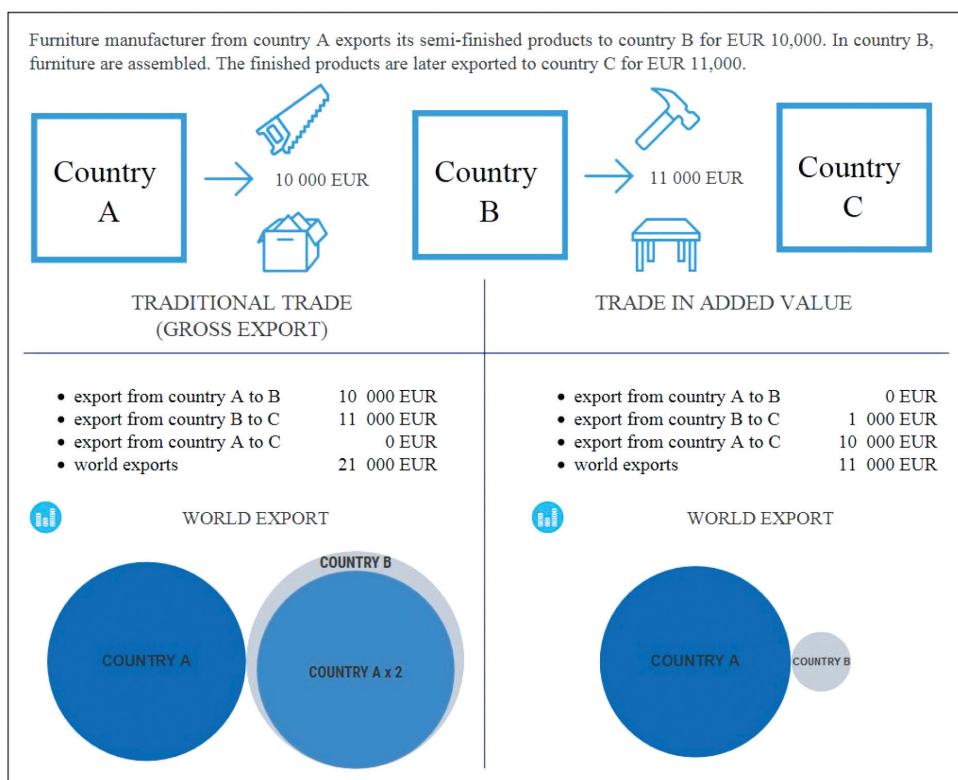 Furniture manufacturer from country A exports its semi-finished products to country B for EUR 10,000. In country B,
furniture are assembled. The finished products are later exported to country C for EUR 11,000.
Country
A
10 000 EUR
Country
B
11 000 EUR
Country
C
TRADITIONAL TRADE
(GROSS EXPORT)
• export from country A to B 10 000 EUR
• export from country B to C 11 000 EUR
• export from country A to C 0 EUR
• world exports 21 000 EUR
WORLD EXPORT
COUNTRY A
COUNTRY B
COUNTRY A x 2
TRADE IN ADDED VALUE
• export from country A to B 0 EUR
• export from country B to C 1 000 EUR
• export from country A to C 10 000 EUR
• world exports 11 000 EUR
WORLD EXPORT
COUNTRY A
COUNTRY B